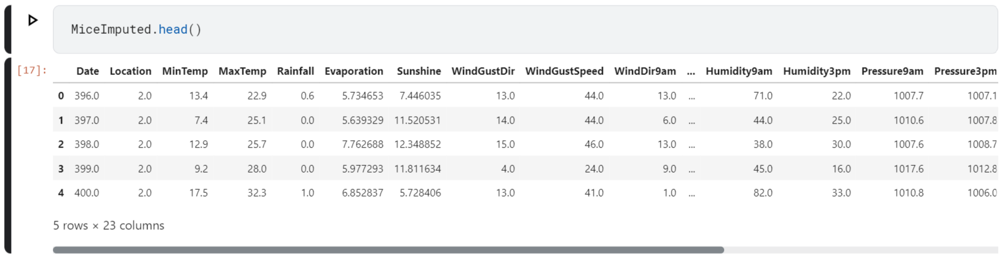 MiceImputed.head()
[17]: Date Location MinTemp MaxTemp Rainfall Evaporation Sunshine WindGustDir WindGustSpeed WindDir9am ... Humidity9am Humidity3pm Pressure9am Pressure3pm
0 396.0 2.0 13.4 22.9 0.6 5.734653 7.446035 13.0 44.0 13.0 ... 71.0 22.0 1007.7 1007.1
1 397.0 2.0 7.4 25.1 0.0 5.639329 11.520531 14.0 44.0 6.0 ... 44.0 25.0 1010.6 1007.8
2 398.0 2.0 12.9 25.7 0.0 7.762688 12.348852 15.0 46.0 13.0 ... 38.0 30.0 1007.6 1008.7
3 399.0 2.0 9.2 28.0 0.0 5.977293 11.811634 4.0 24.0 9.0 ... 45.0 16.0 1017.6 1012.8
4 400.0 2.0 17.5 32.3 1.0 6.852837 5.728406 13.0 41.0 1.0 ... 82.0 33.0 1010.8 1006.0
5 rows × 23 columns